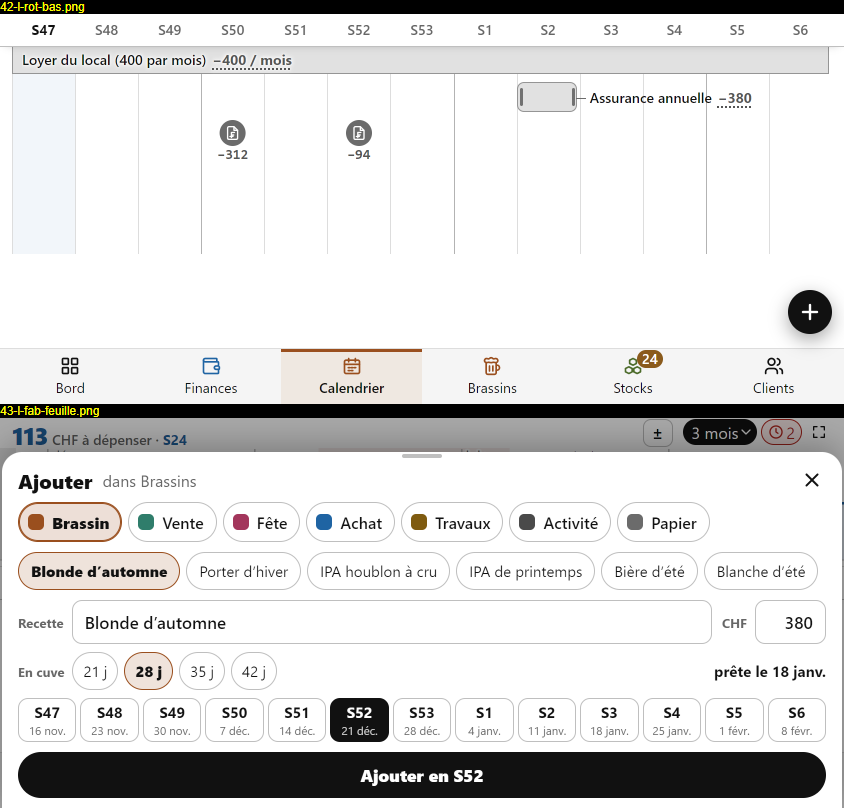 42-l-rot-bas.png
S47 S48 S49 S50 S51 S52 S53 S1 S2 S3 S4 S5 S6
Loyer du local (400 par mois) −400 / mois
Assurance annuelle −380
−312 −94
Bord Finances Calendrier Brassins 24 Stocks Clients
43-l-fab-feuille.png
113 CHF à dépenser · S24 ± 3 mois 2
Ajouter dans Brassins
Brassin Vente Fête Achat Travaux Activité Papier
Blonde d’automne Porter d’hiver IPA houblon à cru IPA de printemps Bière d’été Blanche d’été
Recette Blonde d’automne CHF 380
En cuve 21 j 28 j 35 j 42 j prête le 18 janv.
S47 S48 S49 S50 S51 S52 S53 S1 S2 S3 S4 S5 S6
16 nov. 23 nov. 30 nov. 7 déc. 14 déc. 21 déc. 28 déc. 4 janv. 11 janv. 18 janv. 25 janv. 1 févr. 8 févr.
Ajouter en S52